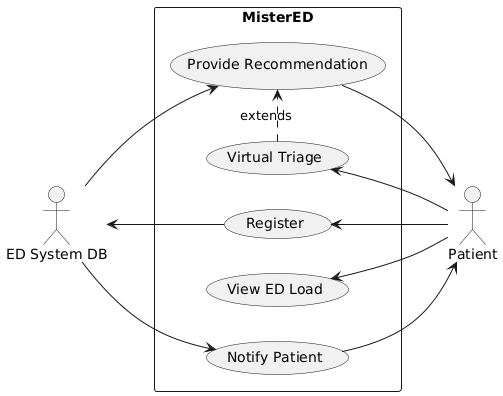 MisterED
Provide Recommendation
extends
Virtual Triage
Register
ED System DB
Patient
View ED Load
Notify Patient